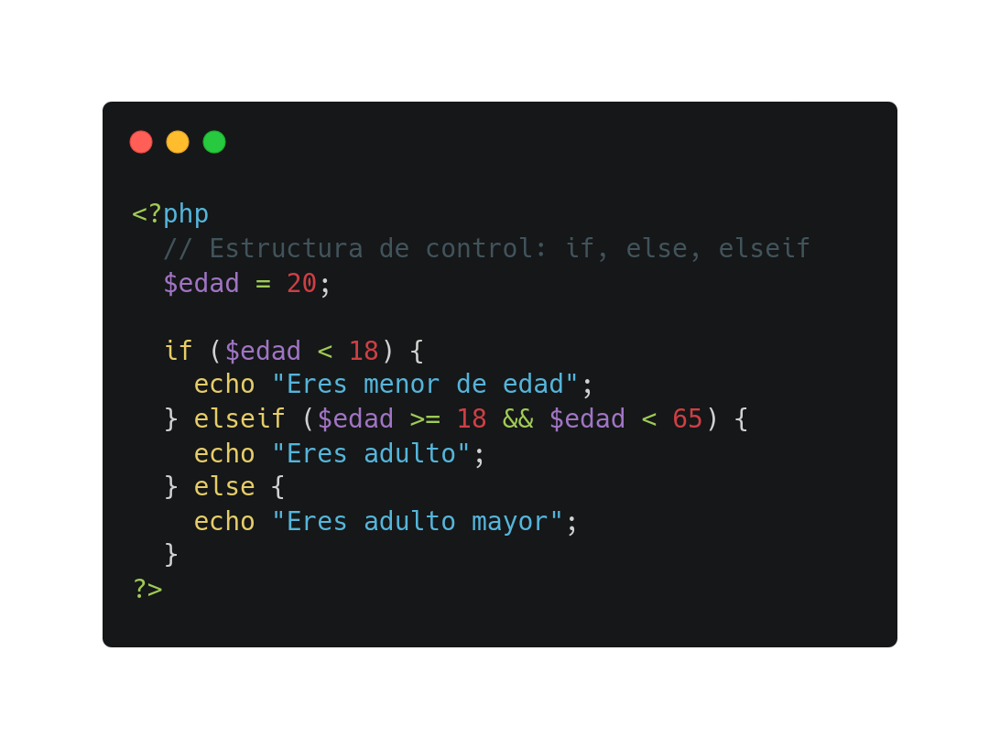 <?php
  // Estructura de control: if, else, elseif
  $edad = 20;

  if ($edad < 18) {
    echo "Eres menor de edad";
  } elseif ($edad >= 18 && $edad < 65) {
    echo "Eres adulto";
  } else {
    echo "Eres adulto mayor";
  }
?>